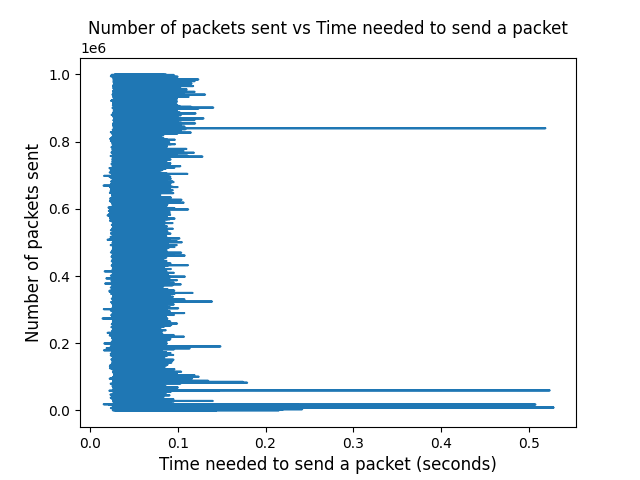 Number of packets sent vs Time needed to send a packet
1e6
1.0
0.8
0.6
0.4
0.2
0.0
Number of packets sent
0.0 0.1 0.2 0.3 0.4 0.5
Time needed to send a packet (seconds)